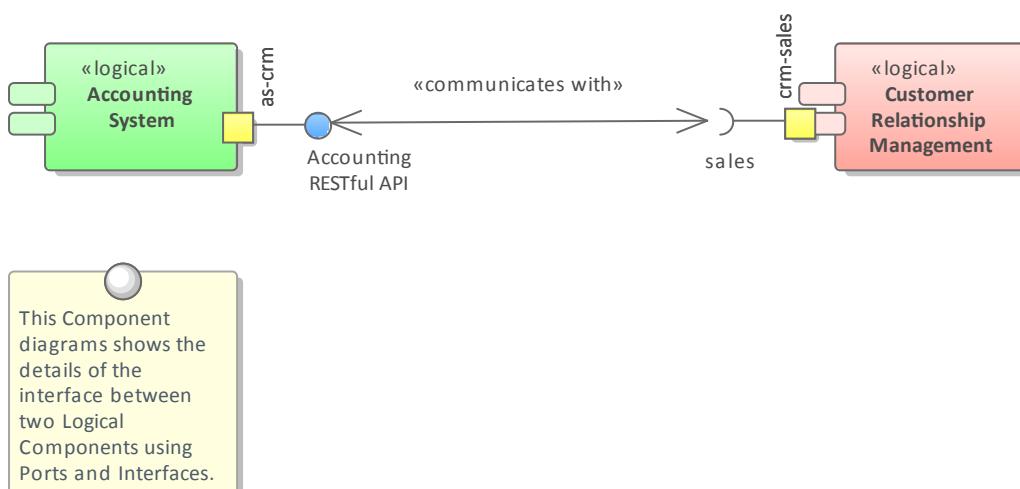 «logical»
Accounting
System
as-crm
Accounting
RESTful API
«communicates with»
sales
crm-sales
«logical»
Customer
Relationship
Management
This Component
diagrams shows the
details of the
interface between
two Logical
Components using
Ports and Interfaces.